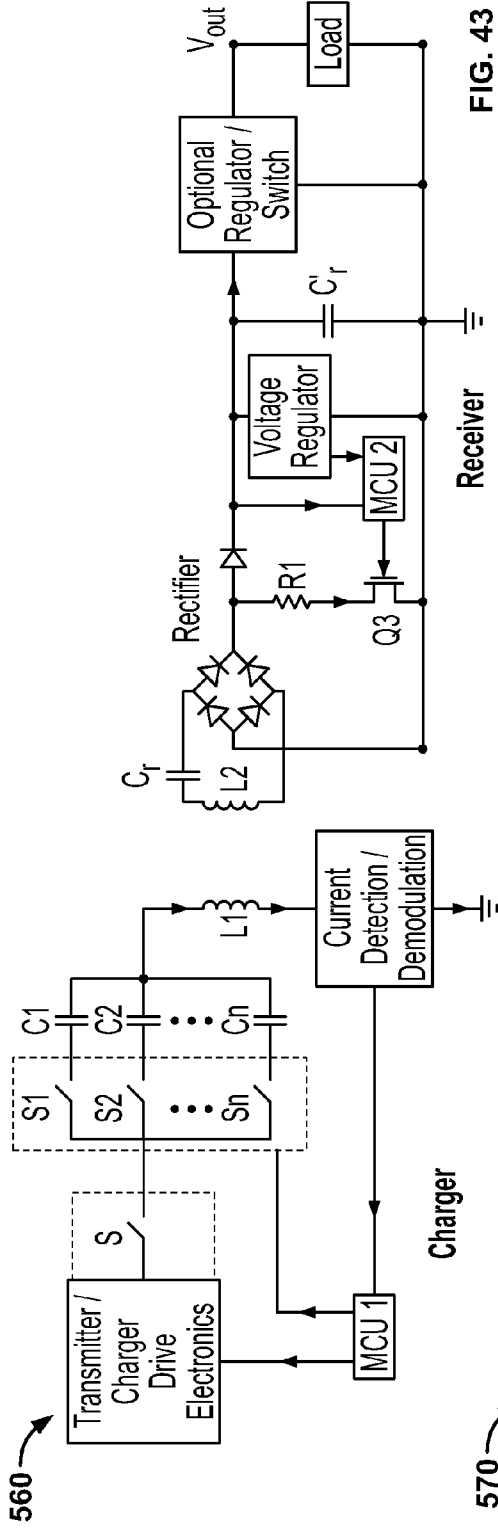 560
Transmitter /
Charger
Drive
Electronics
S
S1
S2
Sn
C1
C2
Cn
L1
Current
Detection /
Demodulation
MCU 1
Charger
Cr
L2
Rectifier
R1
Q3
MCU 2
Voltage
Regulator
C'r
Optional
Regulator /
Switch
Vout
Load
Receiver
FIG. 43
570